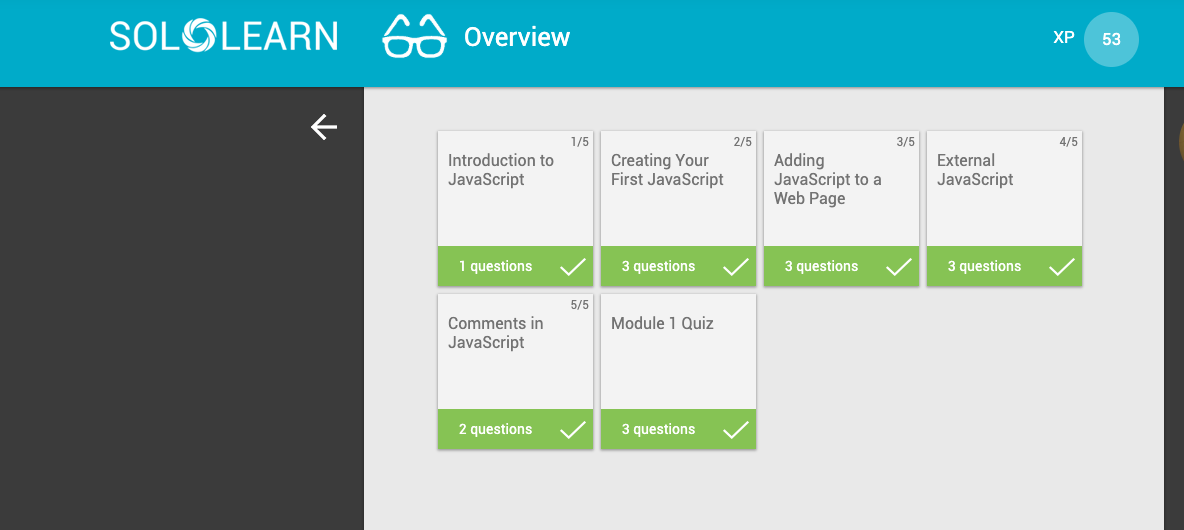 SOLOLEARN
Overview
XP
53
1/5
Introduction to
JavaScript
1 questions
2/5
Creating Your
First JavaScript
3 questions
3/5
Adding
JavaScript to a
Web Page
3 questions
4/5
External
JavaScript
3 questions
5/5
Comments in
JavaScript
2 questions
Module 1 Quiz
3 questions